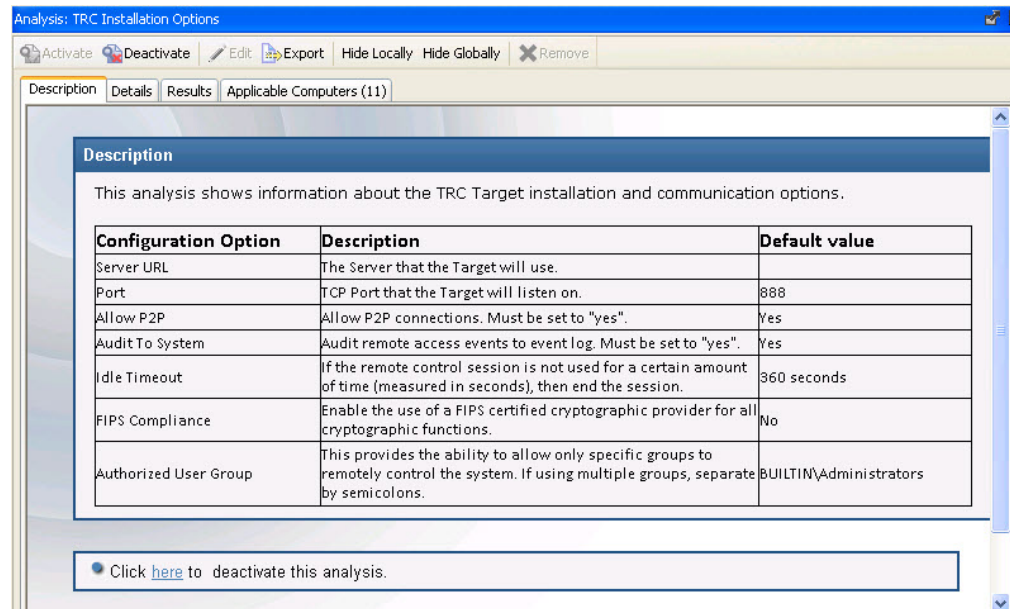 Analysis: TRC Installation Options
Activate Deactivate Edit Export Hide Locally Hide Globally Remove
Description Details Results Applicable Computers (11)
Description
This analysis shows information about the TRC Target installation and communication options.
Configuration Option Description Default value
Server URL The Server that the Target will use.
Port TCP Port that the Target will listen on. 888
Allow P2P Allow P2P connections. Must be set to "yes". Yes
Audit To System Audit remote access events to event log. Must be set to "yes". Yes
Idle Timeout If the remote control session is not used for a certain amount
of time (measured in seconds), then end the session. 360 seconds
FIPS Compliance Enable the use of a FIPS certified cryptographic provider for all
cryptographic functions. No
Authorized User Group This provides the ability to allow only specific groups to
remotely control the system. If using multiple groups, separate BUILTIN\Administrators
by semicolons.
Click here to deactivate this analysis.